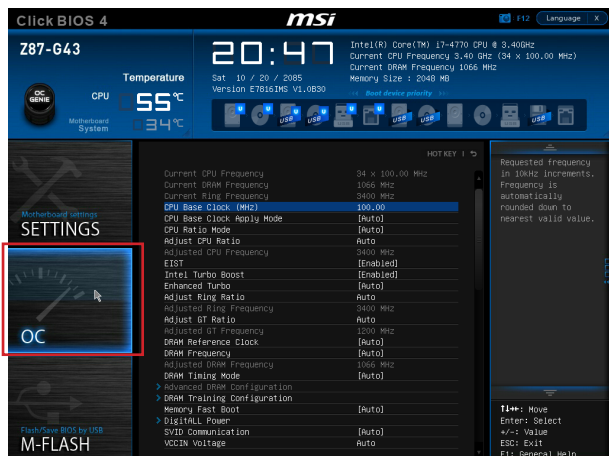 Click BIOS 4
msi
F12
Language
X
Z87-G43
20:47
Intel(R) Core(TM) i7-4770 CPU @ 3.40GHz
Current CPU Frequency 3.40 GHz (34 x 100.00 MHz)
Current DRAM Frequency 1066 MHz
Memory Size : 2048 MB
Sat 10 / 20 / 2085
Version E7816IMS V1.0B30
Boot device priority
Temperature
OC
GENIE
CPU
55°C
Motherboard
System
34°C
USB
USB
USB
USB
USB
USB
HOT KEY
Motherboard settings
SETTINGS
OC
Flash/Save BIOS by USB
M-FLASH
Current CPU Frequency 34 x 100.00 MHz
Current DRAM Frequency 1066 MHz
Current Ring Frequency 3400 MHz
CPU Base Clock (MHz) 100.00
CPU Base Clock Apply Mode [Auto]
CPU Ratio Mode [Auto]
Adjust CPU Ratio Auto
Adjusted CPU Frequency 3400 MHz
EIST [Enabled]
Intel Turbo Boost [Enabled]
Enhanced Turbo [Auto]
Adjust Ring Ratio Auto
Adjusted Ring Frequency 3400 MHz
Adjust GT Ratio Auto
Adjusted GT Frequency 1200 MHz
DRAM Reference Clock [Auto]
DRAM Frequency [Auto]
Adjusted DRAM Frequency 1066 MHz
DRAM Timing Mode [Auto]
> Advanced DRAM Configuration
> DRAM Training Configuration
Memory Fast Boot [Auto]
> DigitALL Power
SVID Communication [Auto]
VCCIN Voltage Auto
Requested frequency
in 10kHz increments.
Frequency is
automatically
rounded down to
nearest valid value.
↑↓←→: Move
Enter: Select
+/-: Value
ESC: Exit
F1: General Help